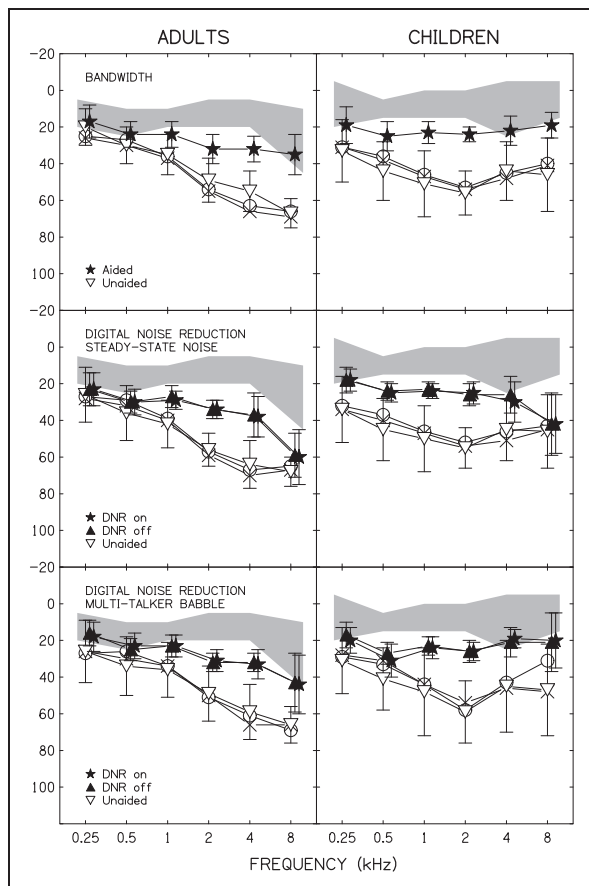 ADULTS CHILDREN
-20
0
20
40
60
80
100
BANDWIDTH
Aided
Unaided
-20
0
20
40
60
80
100
DIGITAL NOISE REDUCTION
STEADY-STATE NOISE
DNR on
DNR off
Unaided
-20
0
20
40
60
80
100
DIGITAL NOISE REDUCTION
MULTI-TALKER BABBLE
DNR on
DNR off
Unaided
0.25 0.5 1 2 4 8 0.25 0.5 1 2 4 8
FREQUENCY (kHz)